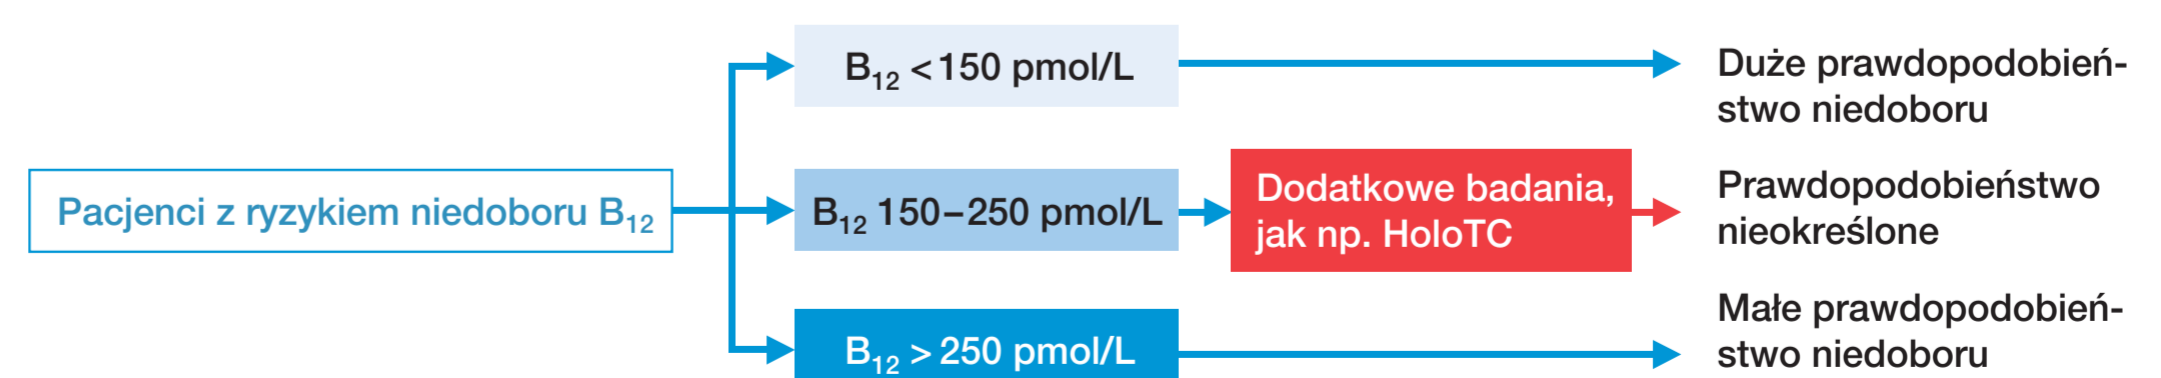 Pacjenci z ryzykiem niedoboru B₁₂
B₁₂ <150 pmol/L
Duże prawdopodobień-
stwo niedoboru
B₁₂ 150–250 pmol/L
Dodatkowe badania,
jak np. HoloTC
Prawdopodobieństwo
nieokreślone
B₁₂ > 250 pmol/L
Małe prawdopodobień-
stwo niedoboru